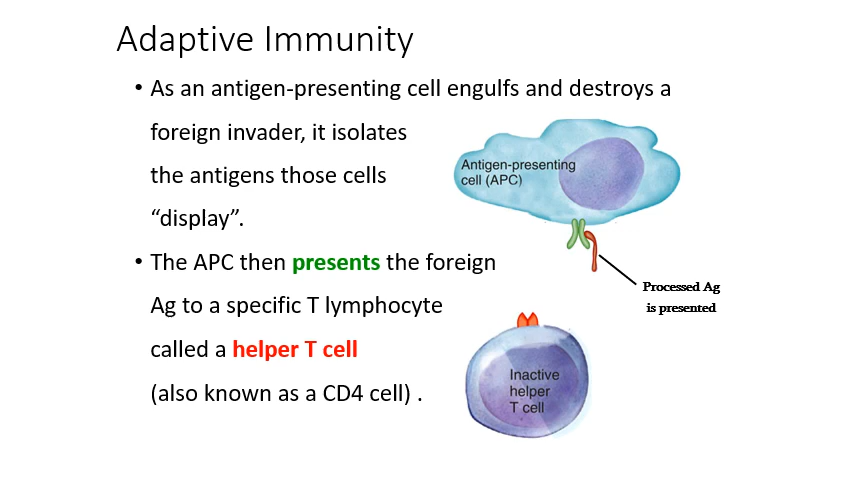 Adaptive Immunity
• As an antigen-presenting cell engulfs and destroys a
foreign invader, it isolates
the antigens those cells
“display”.
• The APC then presents the foreign
Ag to a specific T lymphocyte
called a helper T cell
(also known as a CD4 cell) .
Antigen-presenting
cell (APC)
Processed Ag
is presented
Inactive
helper
T cell